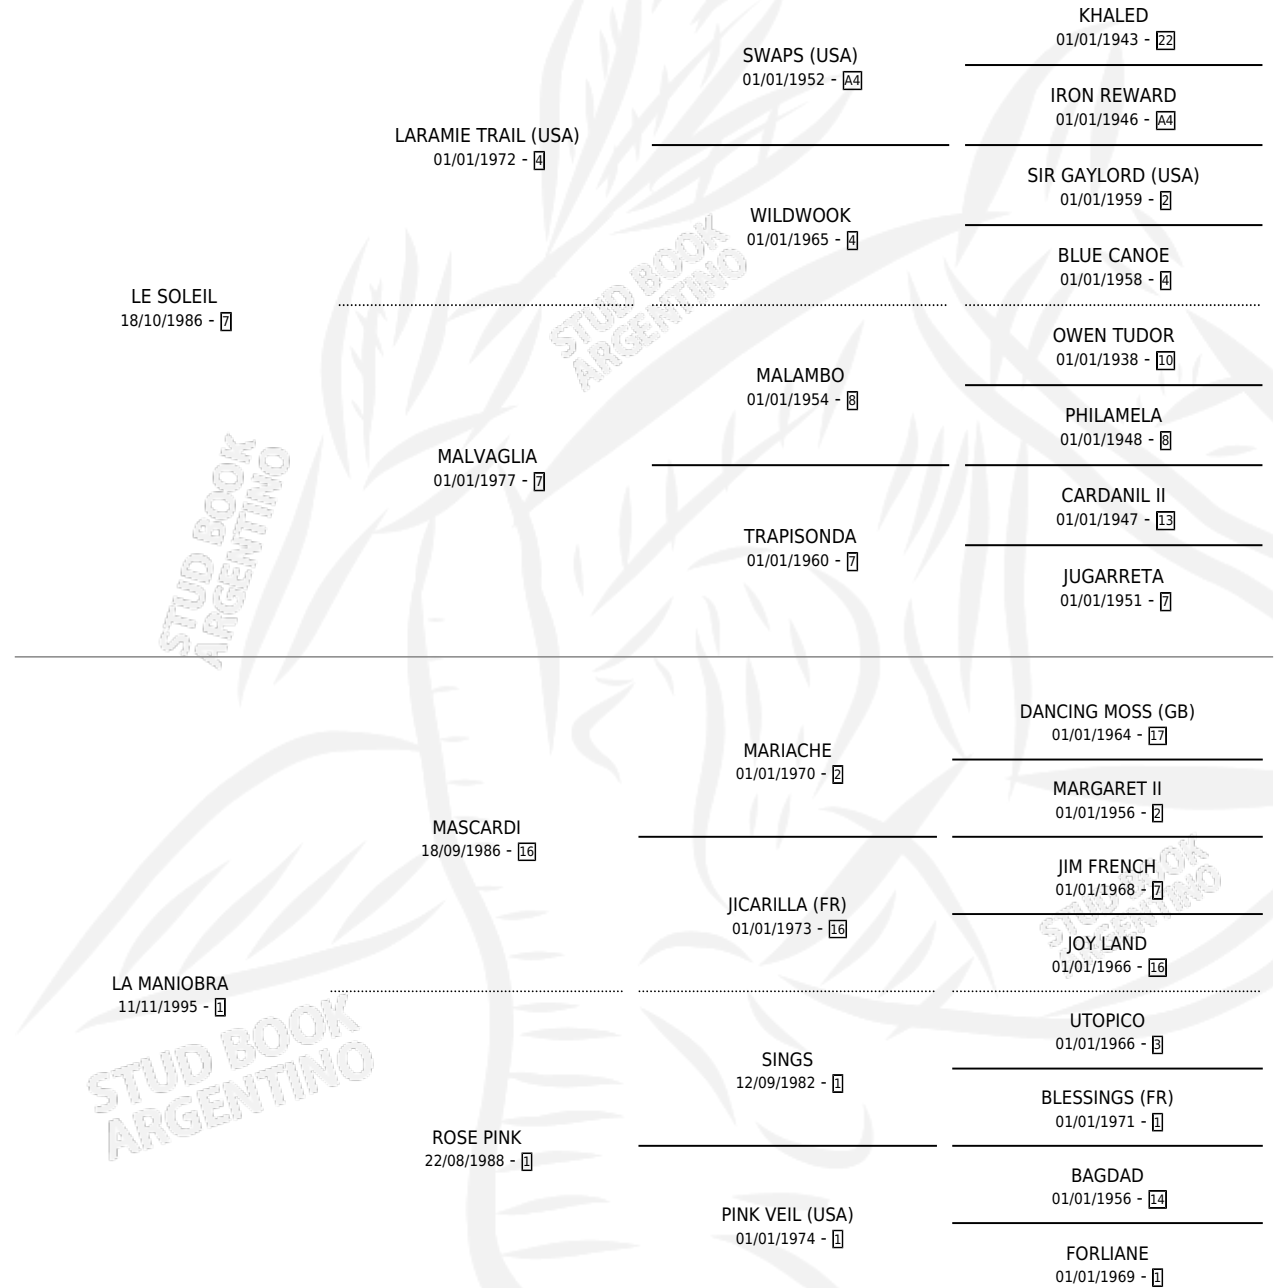 KHALED
01/01/1943 - 22
SWAPS (USA)
01/01/1952 - A4
IRON REWARD
01/01/1946 - A4
LARAMIE TRAIL (USA)
01/01/1972 - 4
SIR GAYLORD (USA)
01/01/1959 - 2
WILDWOOK
01/01/1965 - 4
BLUE CANOE
01/01/1958 - 4
LE SOLEIL
18/10/1986 - 7
OWEN TUDOR
01/01/1938 - 10
MALAMBO
01/01/1954 - 8
PHILAMELA
01/01/1948 - 8
MALVAGLIA
01/01/1977 - 7
CARDANIL II
01/01/1947 - 13
TRAPISONDA
01/01/1960 - 7
JUGARRETA
01/01/1951 - 7
STUD BOOK
ARGENTINO
STUD BOOK
ARGENTINO
DANCING MOSS (GB)
01/01/1964 - 17
MARIACHE
01/01/1970 - 2
MARGARET II
01/01/1956 - 2
MASCARDI
18/09/1986 - 16
JIM FRENCH
01/01/1968 - 7
JICARILLA (FR)
01/01/1973 - 16
JOY LAND
01/01/1966 - 16
STUD BOOK
ARGENTINO
LA MANIOBRA
11/11/1995 - 1
UTOPICO
01/01/1966 - 3
SINGS
12/09/1982 - 1
BLESSINGS (FR)
01/01/1971 - 1
ROSE PINK
22/08/1988 - 1
BAGDAD
01/01/1956 - 14
PINK VEIL (USA)
01/01/1974 - 1
FORLIANE
01/01/1969 - 1
STUD BOOK
ARGENTINO